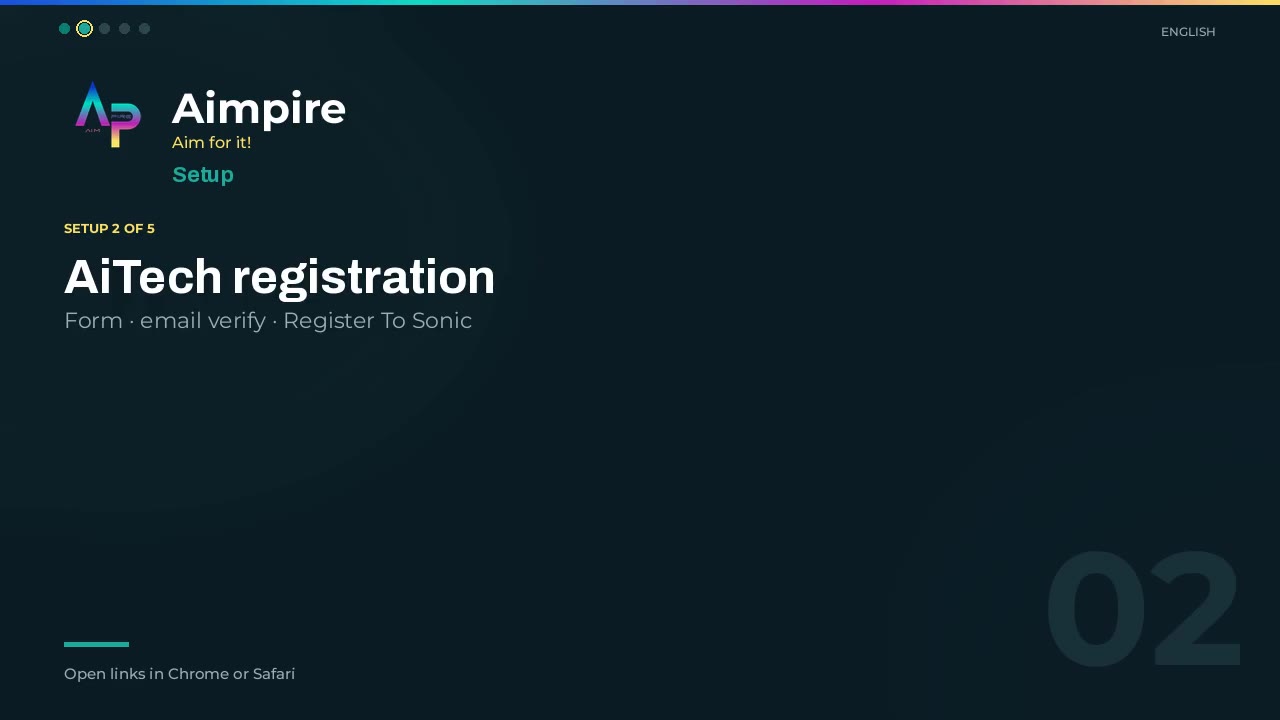 ENGLISH
Aimpire
Aim for it!
Setup
SETUP 2 OF 5
AiTech registration
Form · email verify · Register To Sonic
02
Open links in Chrome or Safari